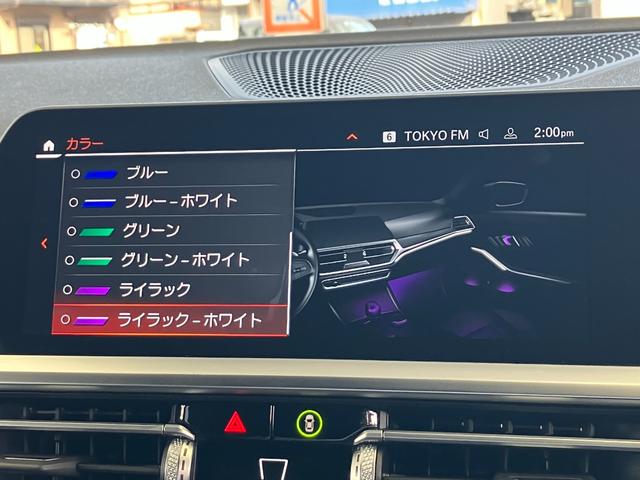 カラー
6 TOKYO FM 2:00pm
ブルー
ブルー–ホワイト
グリーン
グリーン–ホワイト
ライラック
ライラック–ホワイト